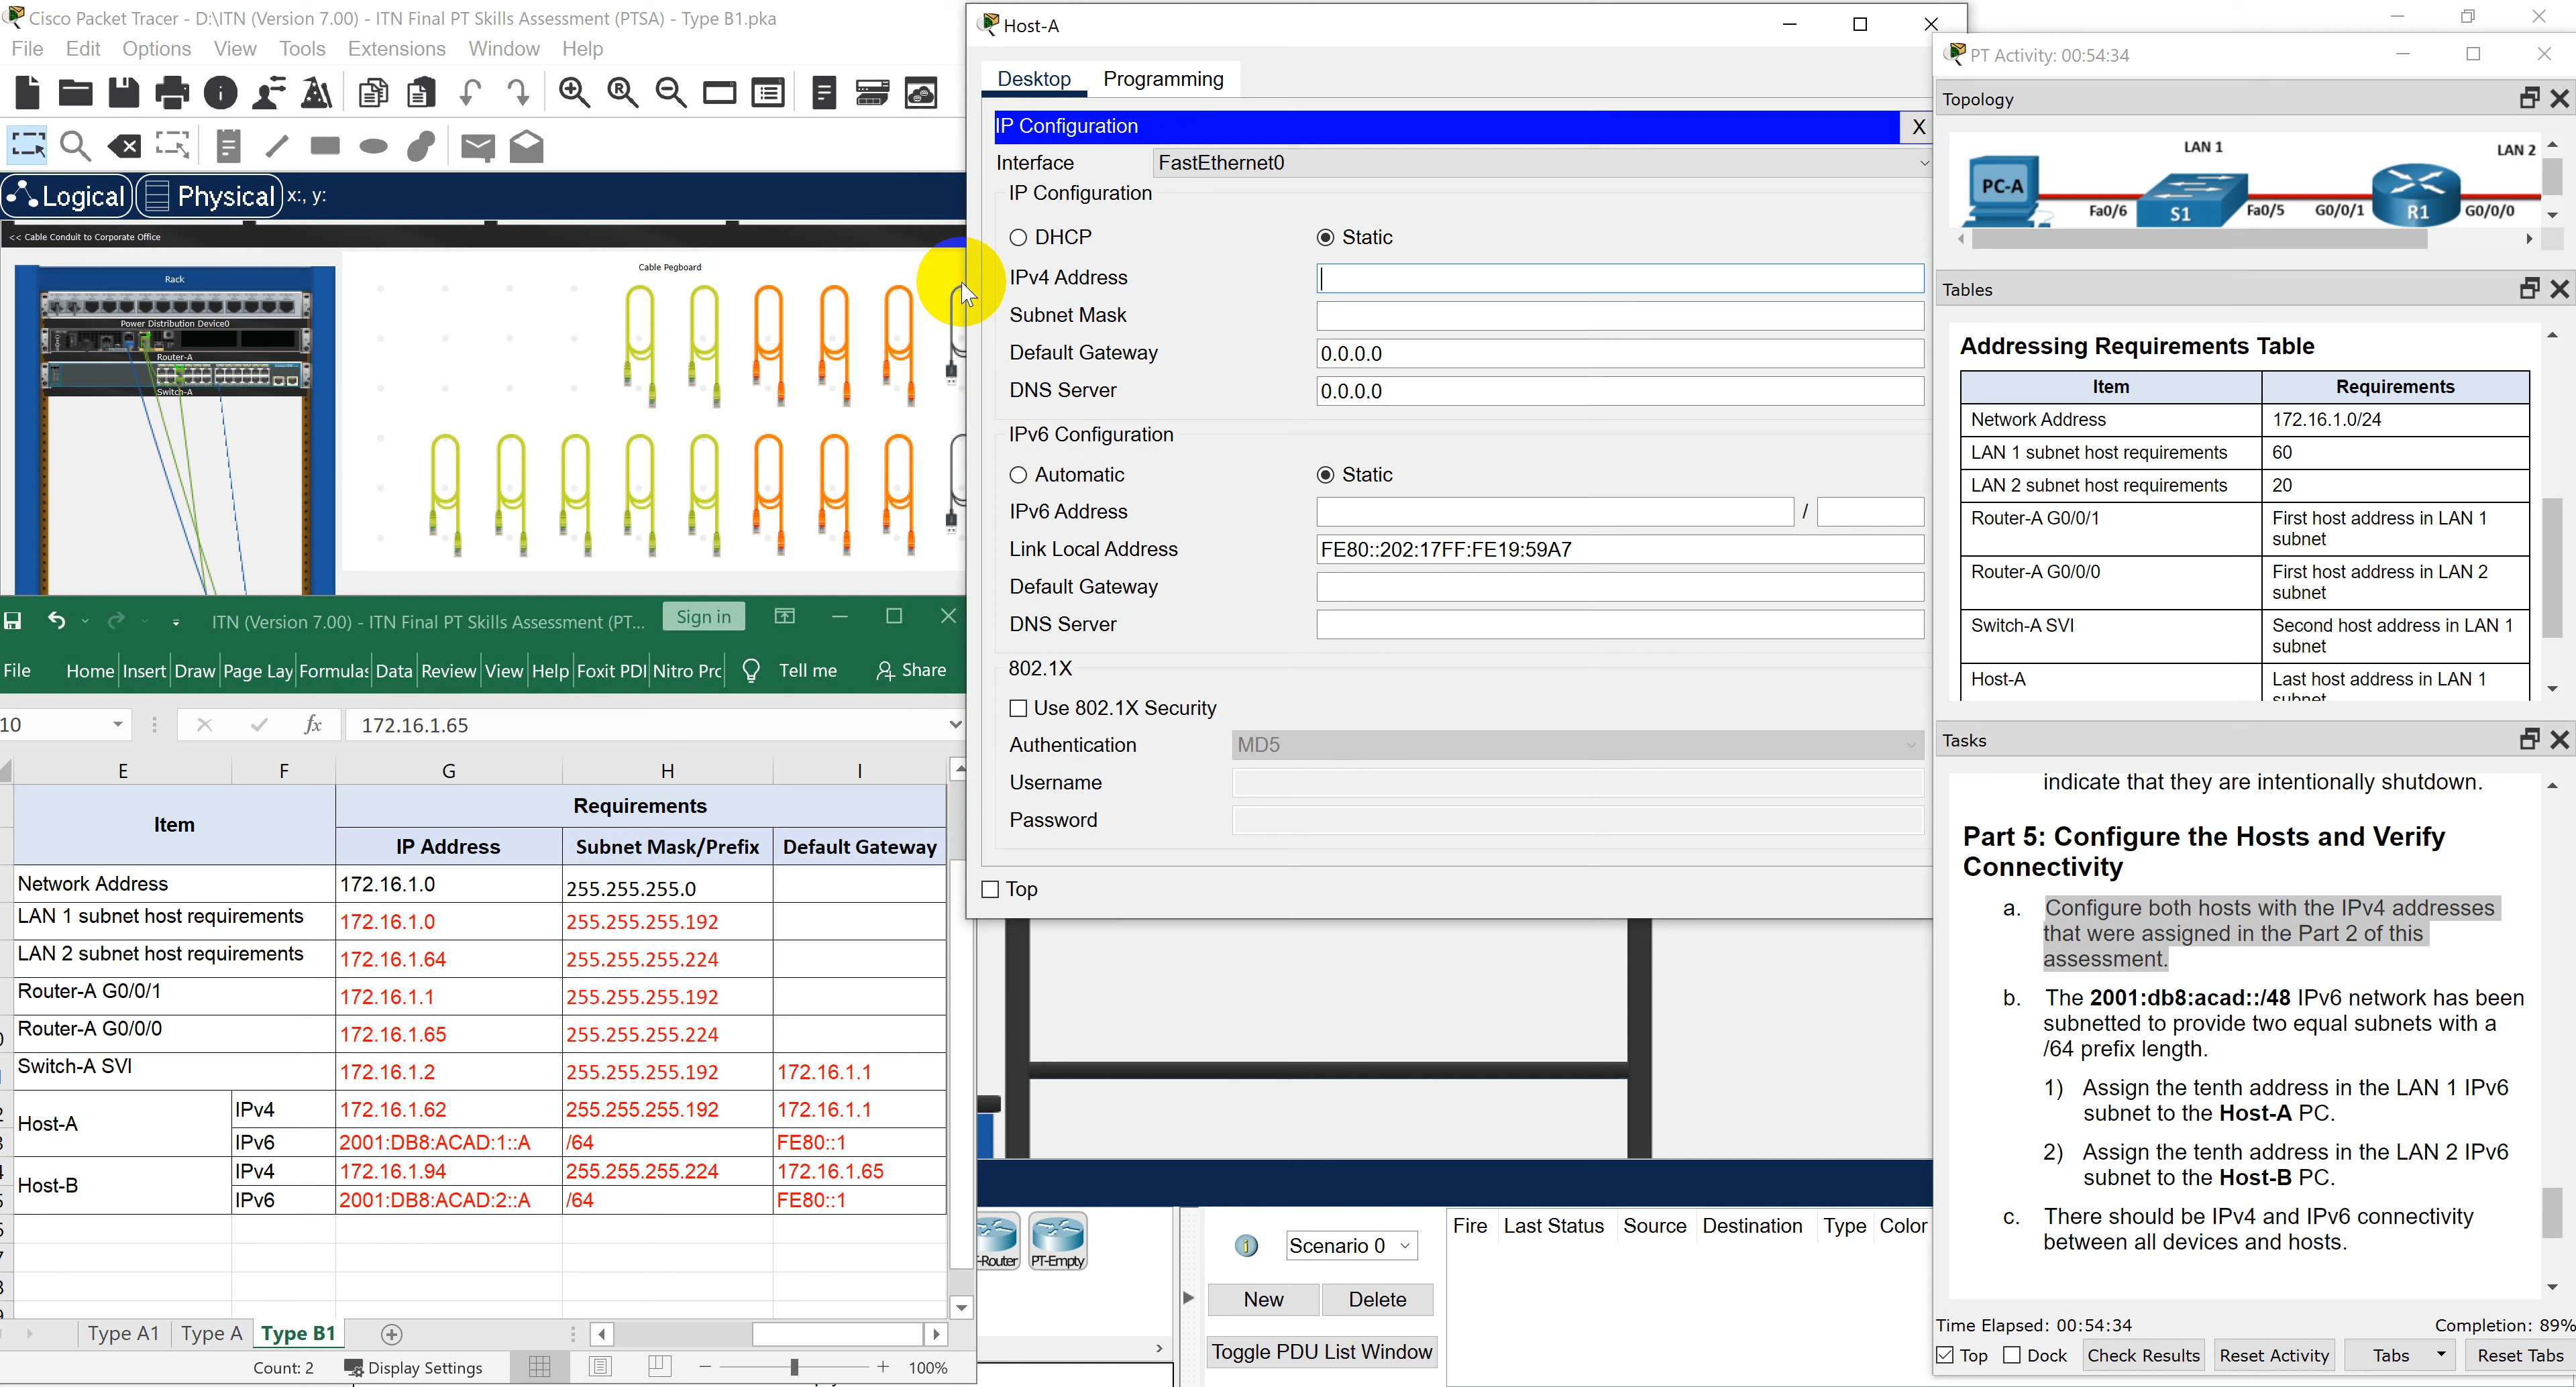 Cisco Packet Tracer - D:\ITN (Version 7.00) - ITN Final PT Skills Assessment (PTSA) - Type B1.pka
File Edit Options View Tools Extensions Window Help
Logical Physical x:, y:
<< Cable Conduit to Corporate Office
Rack
Power Distribution Device0
Router-A
Switch-A
Cable Pegboard
Host-A
Desktop Programming
IP Configuration X
Interface FastEthernet0
IP Configuration
DHCP Static
IPv4 Address
Subnet Mask
Default Gateway 0.0.0.0
DNS Server 0.0.0.0
IPv6 Configuration
Automatic Static
IPv6 Address /
Link Local Address FE80::202:17FF:FE19:59A7
Default Gateway
DNS Server
802.1X
Use 802.1X Security
Authentication MD5
Username
Password
Top
PT Activity: 00:54:34
Topology
LAN 1 LAN 2
PC-A Fa0/6 S1 Fa0/5 G0/0/1 R1 G0/0/0
Tables
Addressing Requirements Table
Item Requirements
Network Address 172.16.1.0/24
LAN 1 subnet host requirements 60
LAN 2 subnet host requirements 20
Router-A G0/0/1 First host address in LAN 1
subnet
Router-A G0/0/0 First host address in LAN 2
subnet
Switch-A SVI Second host address in LAN 1
subnet
Host-A Last host address in LAN 1
subnet
Tasks
indicate that they are intentionally shutdown.
Part 5: Configure the Hosts and Verify
Connectivity
a. Configure both hosts with the IPv4 addresses
that were assigned in the Part 2 of this
assessment.
b. The 2001:db8:acad::/48 IPv6 network has been
subnetted to provide two equal subnets with a
/64 prefix length.
1) Assign the tenth address in the LAN 1 IPv6
subnet to the Host-A PC.
2) Assign the tenth address in the LAN 2 IPv6
subnet to the Host-B PC.
c. There should be IPv4 and IPv6 connectivity
between all devices and hosts.
Time Elapsed: 00:54:34 Completion: 89%
Top Dock Check Results Reset Activity Tabs Reset Tabs
ITN (Version 7.00) - ITN Final PT Skills Assessment (PT... Sign in
File Home Insert Draw Page Lay Formulas Data Review View Help Foxit PDI Nitro Prc Tell me Share
10 fx 172.16.1.65
E F G H I
Item Requirements
IP Address Subnet Mask/Prefix Default Gateway
Network Address 172.16.1.0 255.255.255.0
LAN 1 subnet host requirements 172.16.1.0 255.255.255.192
LAN 2 subnet host requirements 172.16.1.64 255.255.255.224
Router-A G0/0/1 172.16.1.1 255.255.255.192
Router-A G0/0/0 172.16.1.65 255.255.255.224
Switch-A SVI 172.16.1.2 255.255.255.192 172.16.1.1
Host-A IPv4 172.16.1.62 255.255.255.192 172.16.1.1
IPv6 2001:DB8:ACAD:1::A /64 FE80::1
Host-B IPv4 172.16.1.94 255.255.255.224 172.16.1.65
IPv6 2001:DB8:ACAD:2::A /64 FE80::1
Type A1 Type A Type B1
Count: 2 Display Settings 100%
-Router PT-Empty
Scenario 0
New Delete
Toggle PDU List Window
Fire Last Status Source Destination Type Color